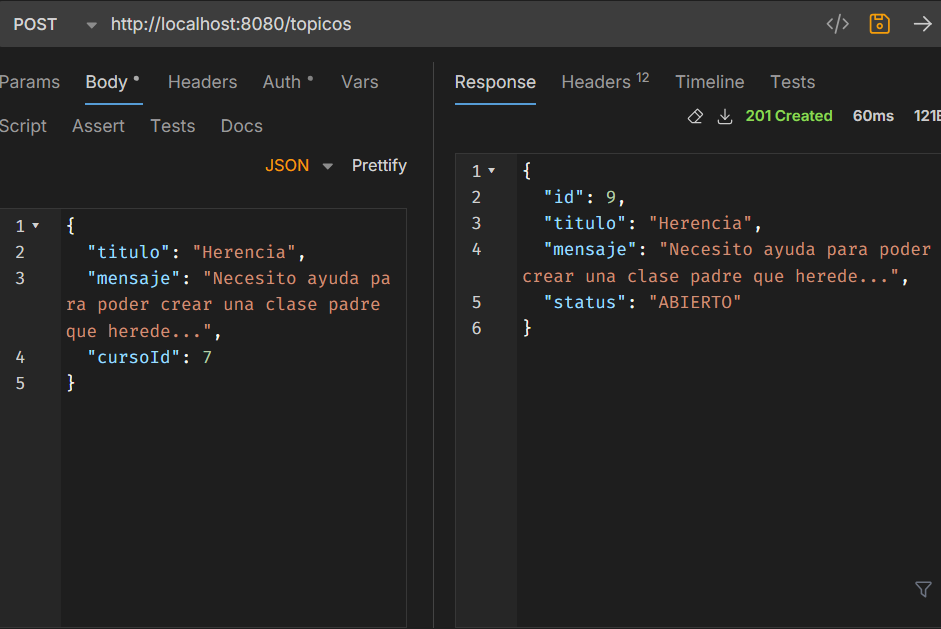 POST http://localhost:8080/topicos </>
Params Body Headers Auth Vars
Script Assert Tests Docs
JSON Prettify
1 {
2 "titulo": "Herencia",
3 "mensaje": "Necesito ayuda pa
ra poder crear una clase padre
que herede...",
4 "cursoId": 7
5 }
Response Headers 12 Timeline Tests
201 Created 60ms 121B
1 {
2 "id": 9,
3 "titulo": "Herencia",
4 "mensaje": "Necesito ayuda para poder
crear una clase padre que herede...",
5 "status": "ABIERTO"
6 }